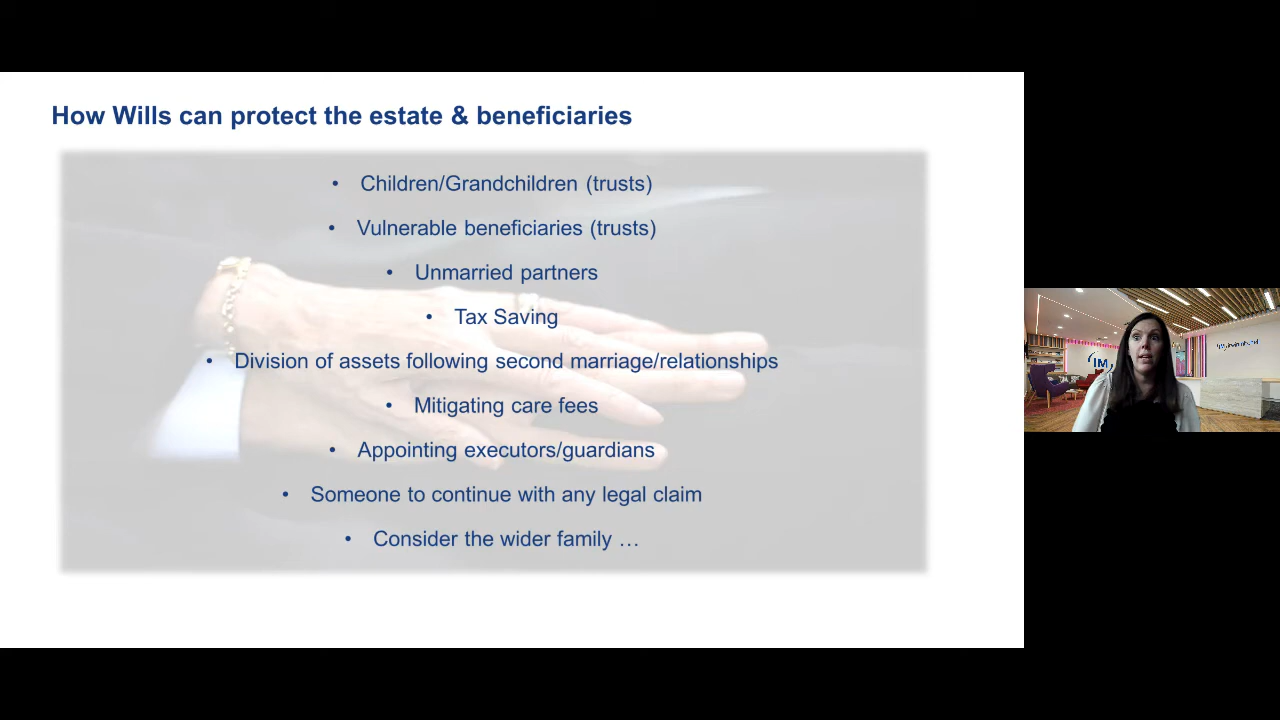 How Wills can protect the estate & beneficiaries
• Children/Grandchildren (trusts)
• Vulnerable beneficiaries (trusts)
• Unmarried partners
• Tax Saving
• Division of assets following second marriage/relationships
• Mitigating care fees
• Appointing executors/guardians
• Someone to continue with any legal claim
• Consider the wider family …
IM